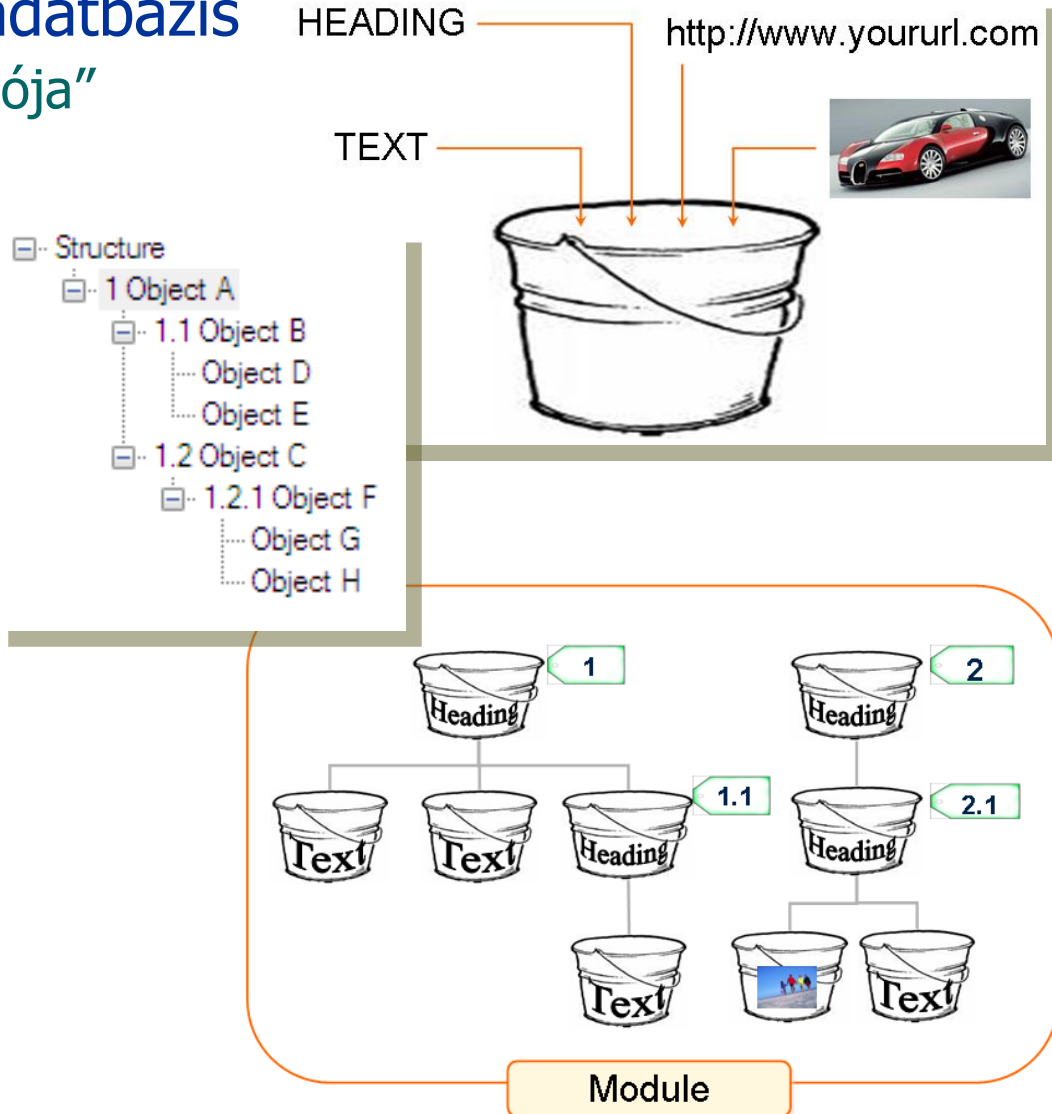 adatbázis
ója”
HEADING
http://www.yoururl.com
TEXT
Structure
1 Object A
1.1 Object B
Object D
Object E
1.2 Object C
1.2.1 Object F
Object G
Object H
Heading
1
Heading
2
Text
Text
Heading
1.1
Heading
2.1
Text
Text
Module